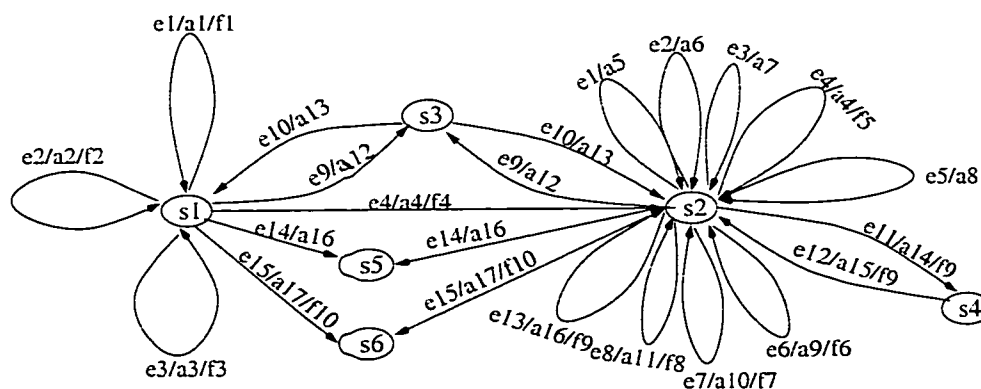 e1/a1/f1
e2/a6
e3/a7
e1/a5
e4/a4/f5
e10/a13
s3
e10/a13
e2/a2/f2
e9/a12
e9/a12
e5/a8
s1
e4/a4/f4
s2
e14/a16
s5
e14/a16
e11/a14/f9
e12/a15/f9
s4
e15/a17/f10
e15/a17/f10
s6
e13/a16/f9
e8/a11/f8
e6/a9/f6
e3/a3/f3
e7/a10/f7